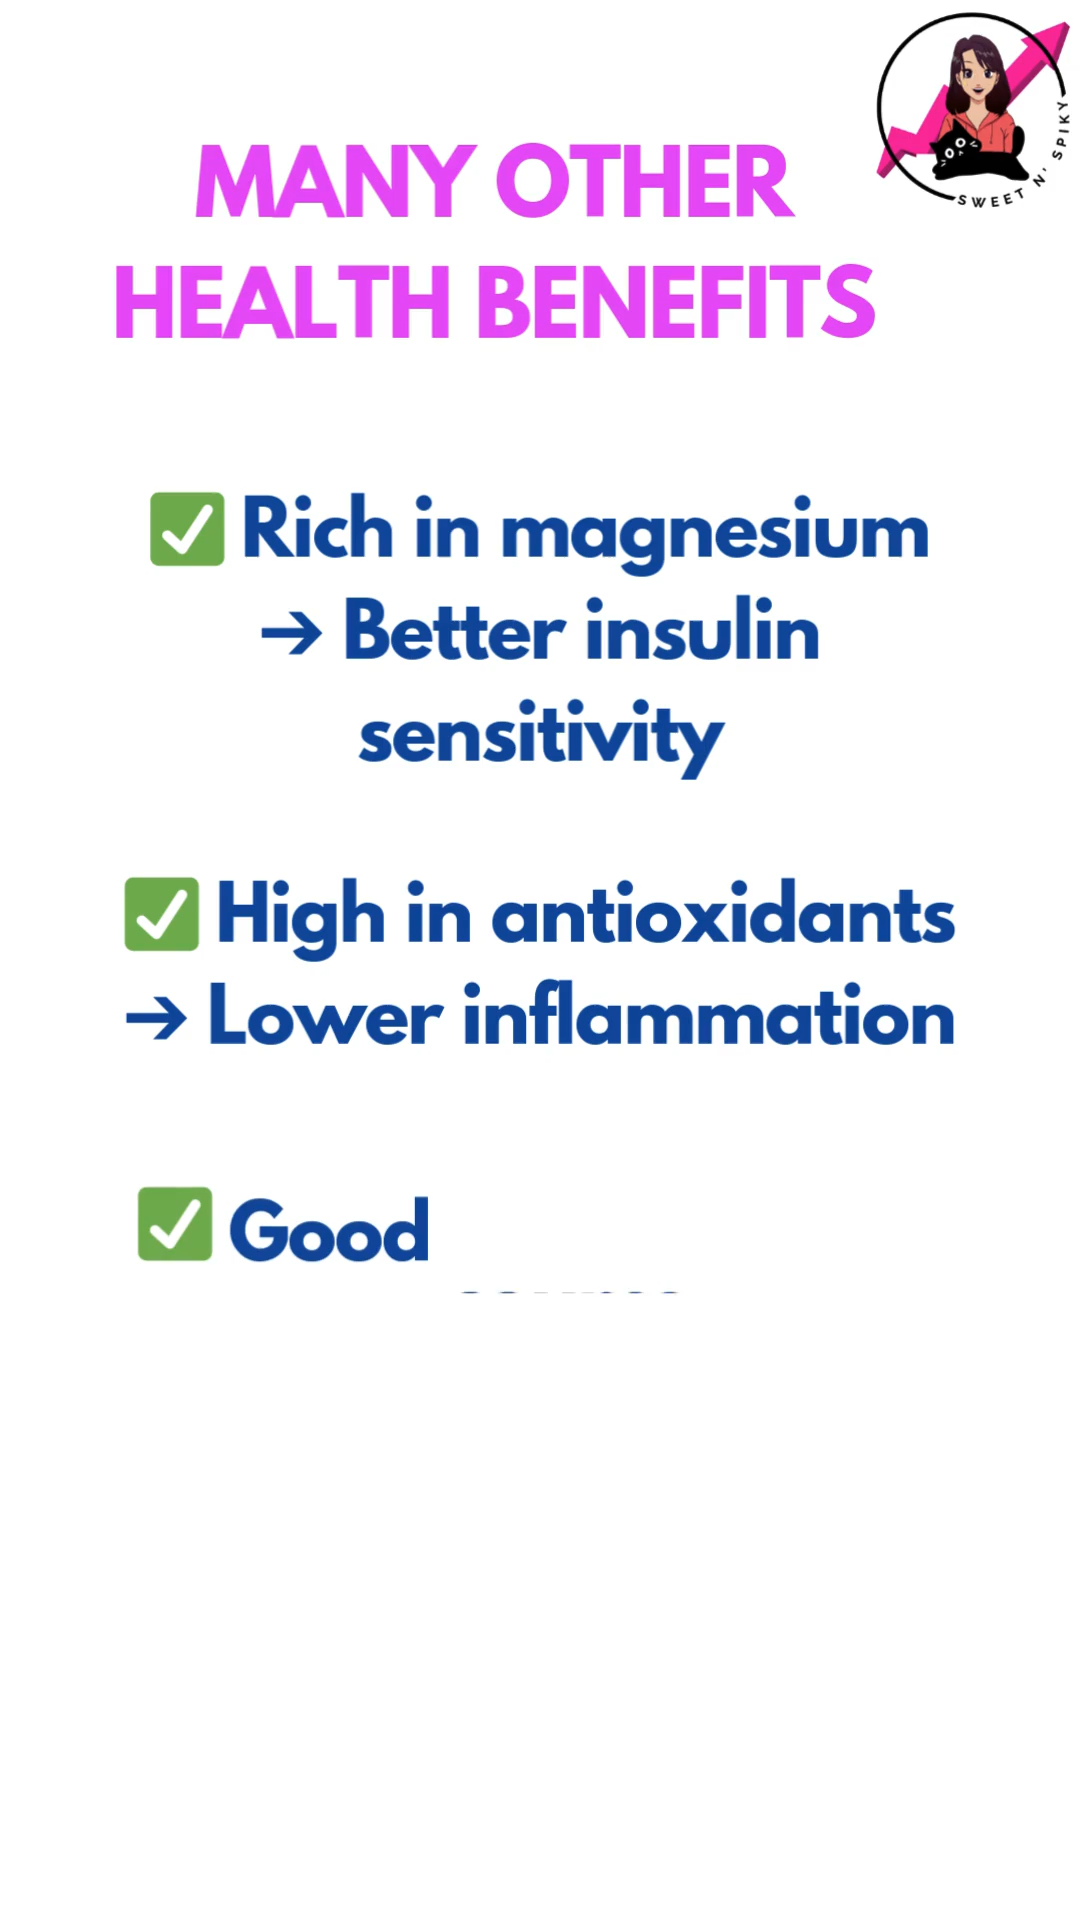 SWEET N' SPIKY
MANY OTHER
HEALTH BENEFITS
✅ Rich in magnesium
→ Better insulin
sensitivity
✅ High in antioxidants
→ Lower inflammation
✅ Good